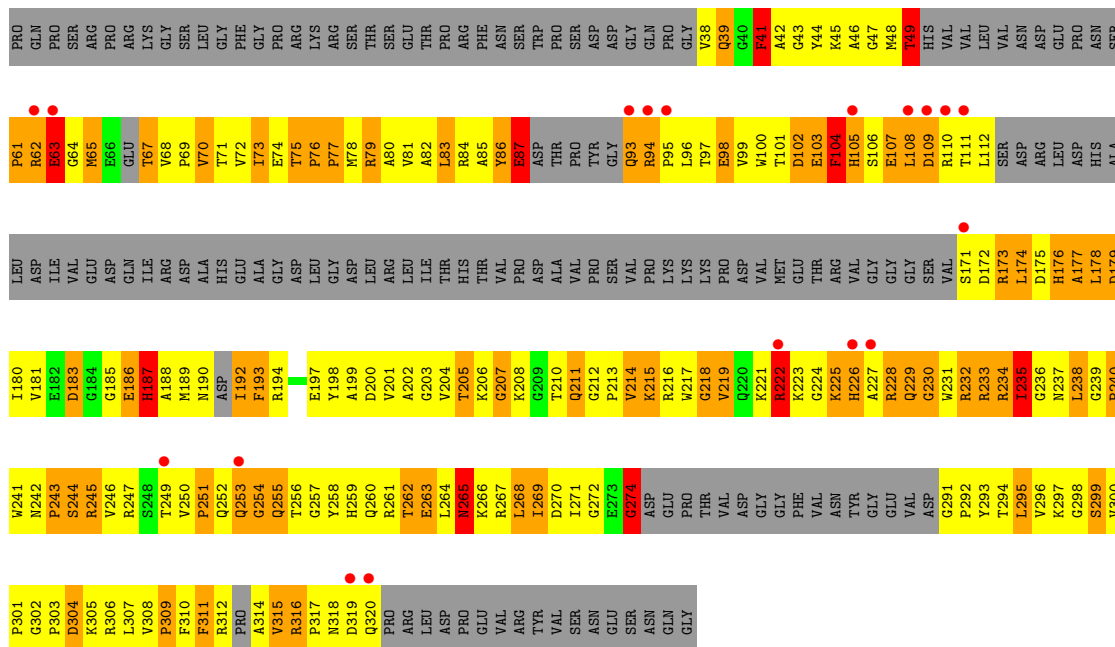 PRO GLN PRO SER ARG PRO ARG LYS GLY SER LEU GLY PHE GLY PRO ARG LYS ARG SER THR SER GLU THR PRO ARG PHE ASN SER TRP PRO SER ASP ASP GLY GLN PRO GLY V38 Q39 G40 F41 A42 G43 Y44 K45 A46 G47 M48 T49 HIS VAL VAL LEU VAL ASN ASP GLU PRO ASN SER
P61 R62 E63 G64 M65 E66 GLU T67 V68 P69 V70 T71 V72 I73 E74 T75 P76 P77 M78 R79 A80 V81 A82 L83 R84 A85 Y86 E87 ASP THR PRO TYR GLY Q93 R94 P95 L96 T97 E98 V99 W100 T101 D102 E103 F104 H105 S106 E107 L108 D109 R110 T111 L112 SER ASP ARG LEU ASP HIS ALA
LEU ASP ILE VAL GLU ASP GLN ILE ARG ASP ALA HIS GLU ALA GLY ASP LEU GLY ASP LEU ARG LEU ILE THR HIS THR VAL PRO ASP ALA VAL PRO SER VAL PRO LYS LYS LYS PRO ASP VAL MET GLU THR ARG VAL GLY GLY GLY SER VAL S171 D172 R173 L174 D175 H176 A177 L178 D179
I180 V181 E182 D183 G184 G185 E186 H187 A188 M189 N190 ASP I192 F193 R194 E197 Y198 A199 D200 V201 A202 G203 V204 T205 K206 G207 K208 G209 T210 Q211 G212 P213 V214 K215 R216 W217 G218 V219 Q220 K221 R222 K223 G224 K225 H226 A227 R228 Q229 G230 W231 R232 R233 R234 I235 G236 N237 L238 G239
W241 N242 P243 S244 R245 V246 R247 S248 T249 V250 P251 Q252 Q253 G254 Q255 T256 G257 Y258 H259 Q260 R261 T262 E263 L264 N265 K266 R267 L268 I269 D270 I271 G272 E273 G274 ASP GLU PRO THR VAL ASP GLY GLY PHE VAL ASN TYR GLY GLU VAL ASP G291 P292 Y293 T294 L295 V296 K297 G298 S299 V300
P301 G302 P303 D304 K305 R306 L307 V308 P309 F310 F311 R312 PRO A314 V315 R316 P317 N318 D319 Q320 PRO ARG LEU ASP PRO GLU VAL ARG TYR VAL SER ASN GLU SER ASN GLN GLY